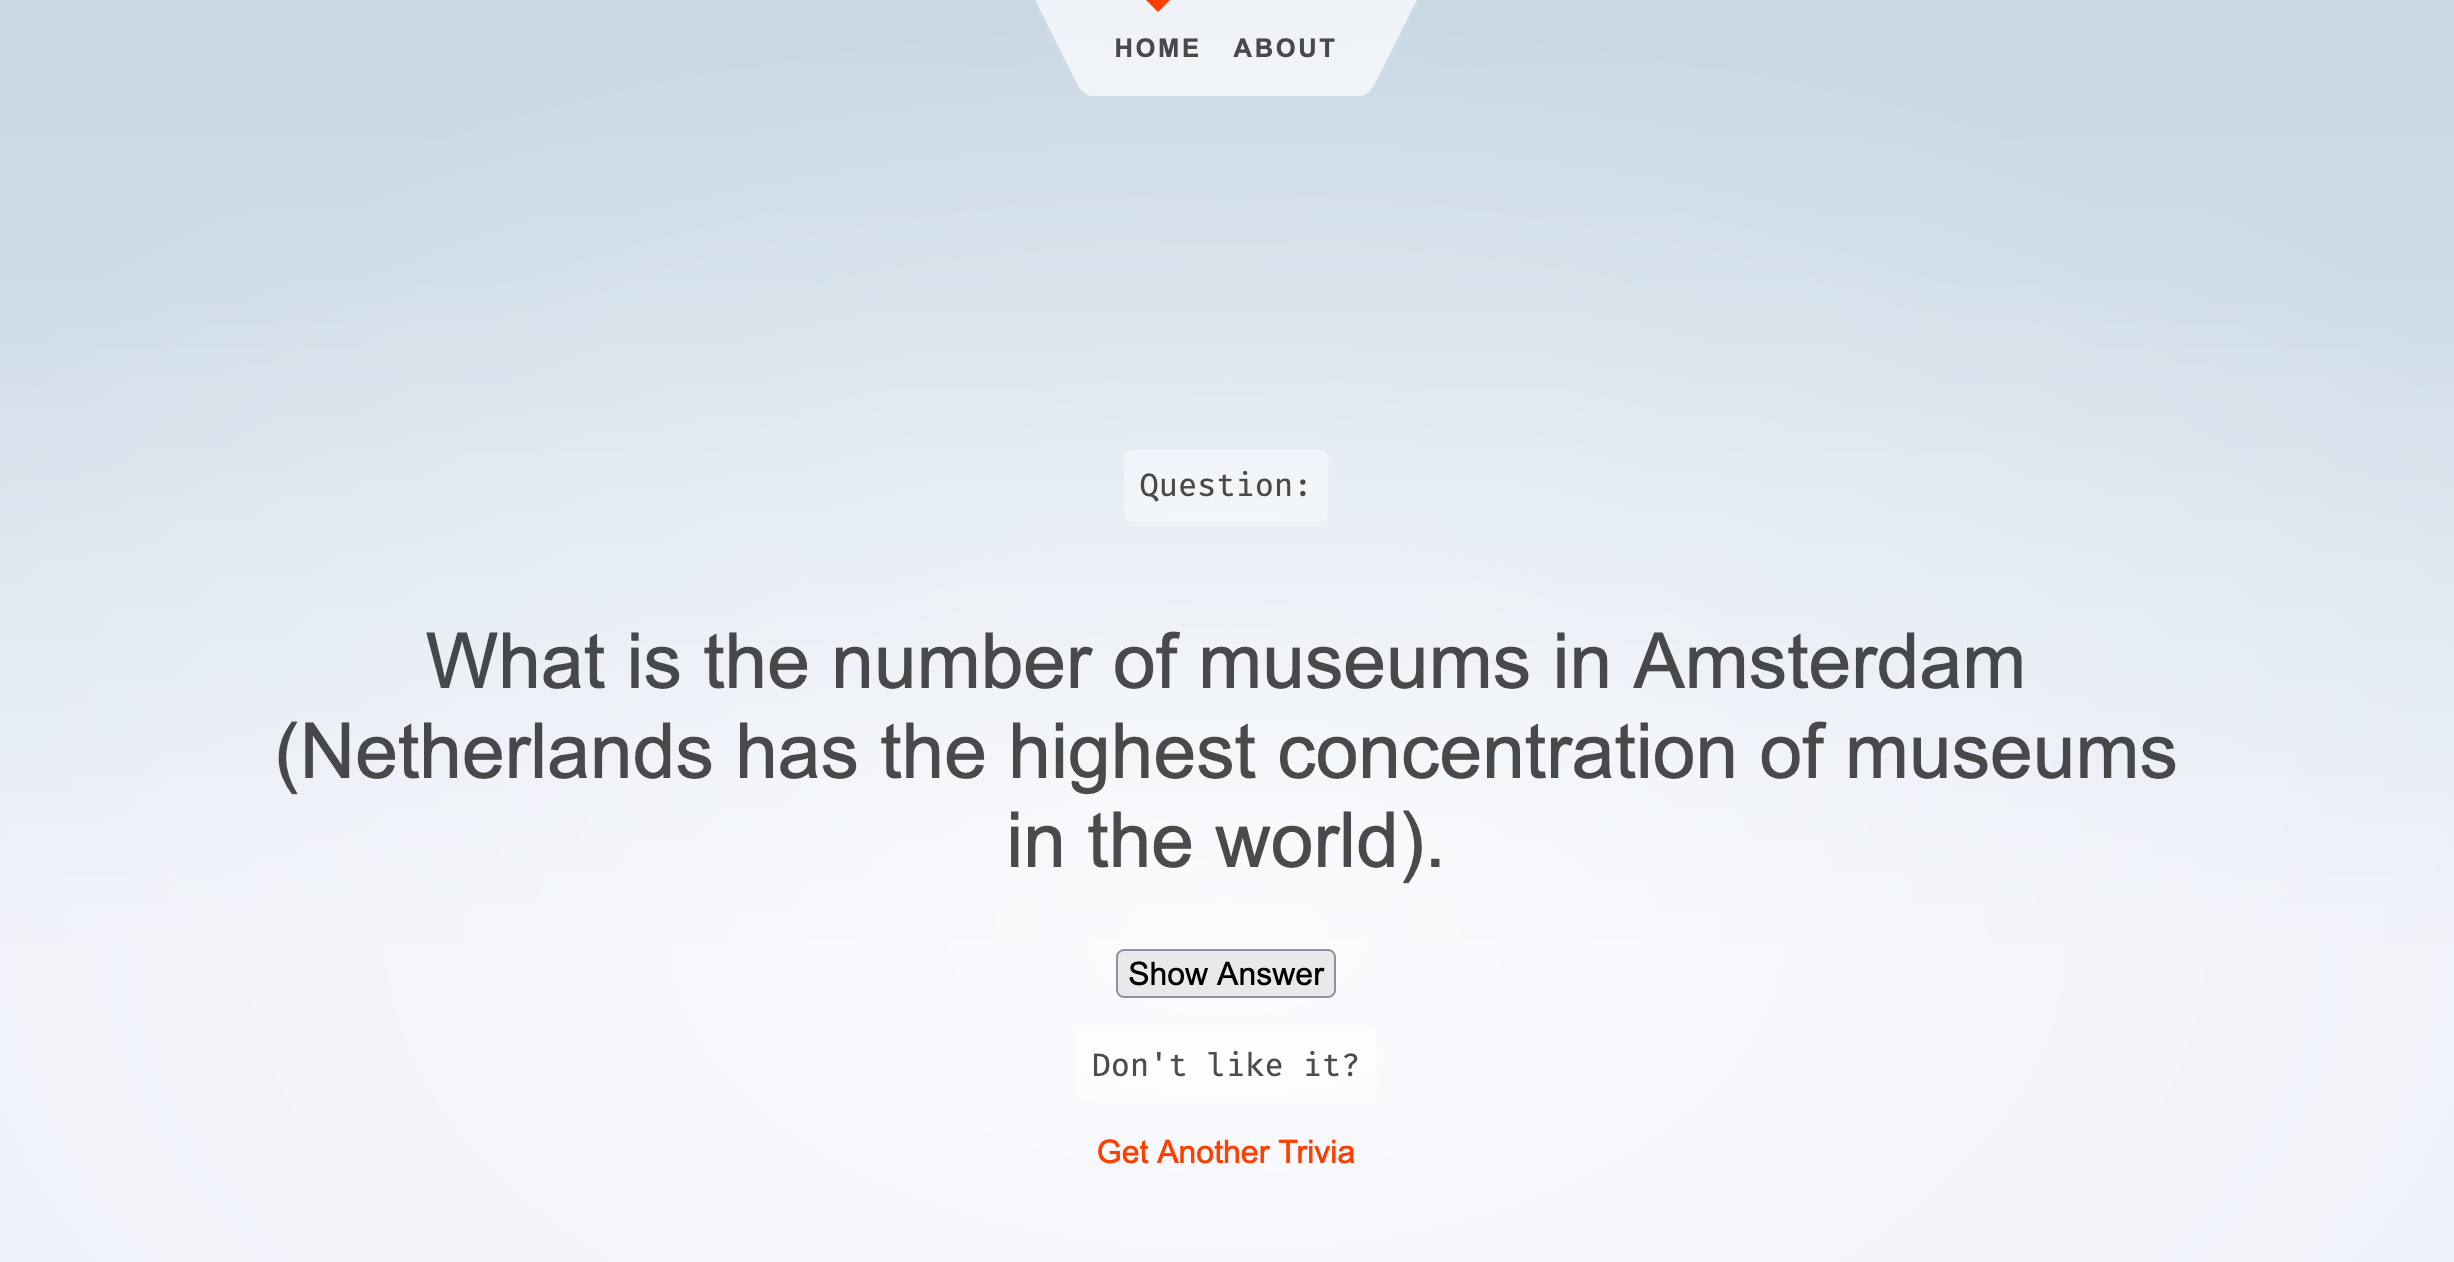 HOME ABOUT
Question:
What is the number of museums in Amsterdam
(Netherlands has the highest concentration of museums
in the world).
Show Answer
Don't like it?
Get Another Trivia